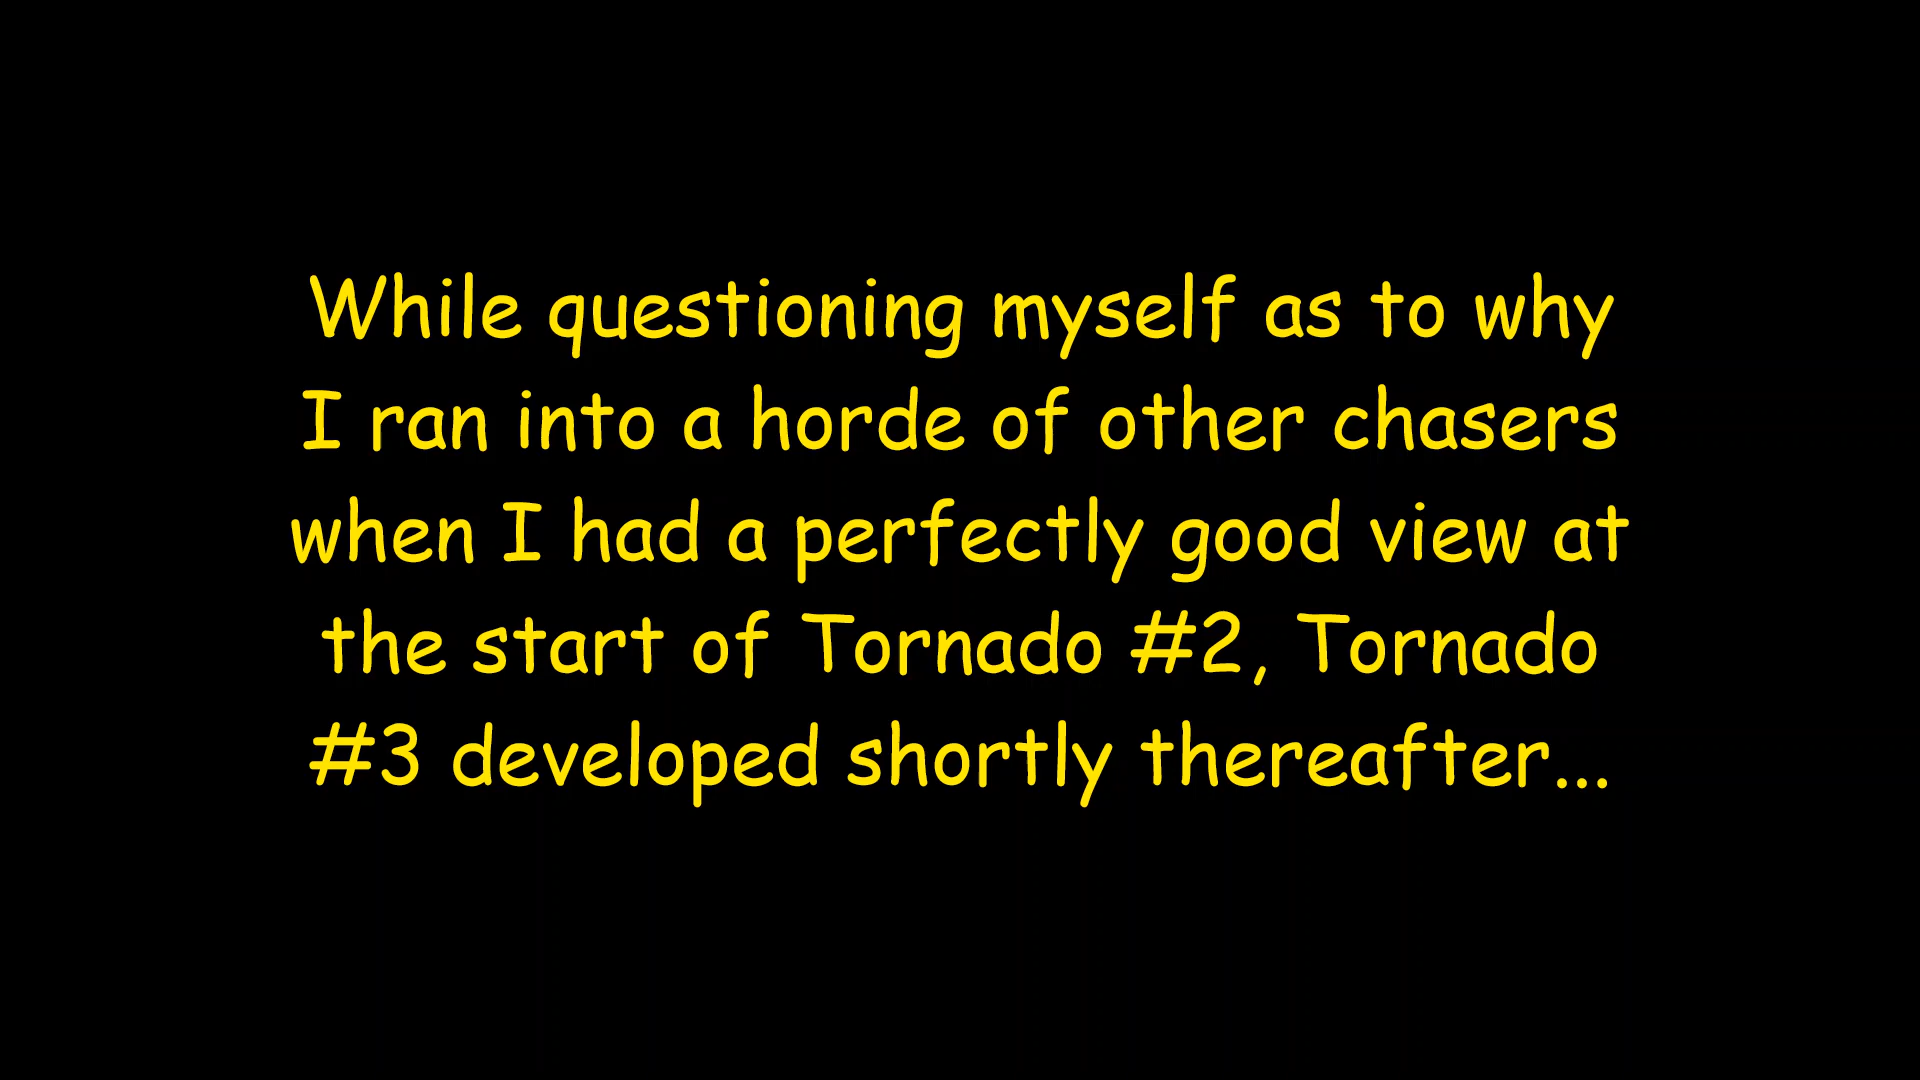 While questioning myself as to why
I ran into a horde of other chasers
when I had a perfectly good view at
the start of Tornado #2, Tornado
#3 developed shortly thereafter...